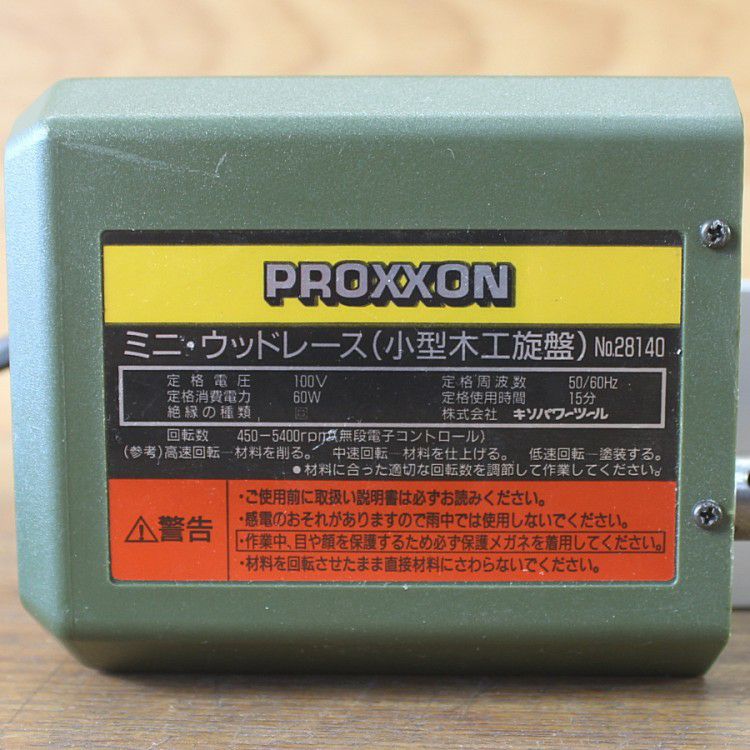 PROXXON
ミニ・ウッドレース(小型木工旋盤) No.28140
定格電圧 100V 定格周波数 50/60Hz
定格消費電力 60W 定格使用時間 15分
絶縁の種類 回 株式会社 キソパワーツール
回転数 450-5400rpm(無段電子コントロール)
(参考)高速回転—材料を削る。 中速回転—材料を仕上げる。 低速回転—塗装する。
●材料に合った適切な回転数を調節して作業してください。
⚠警告
・ご使用前に取扱い説明書は必ずお読みください。
・感電のおそれがありますので雨中では使用しないでください。
・作業中、目や顔を保護するため必ず保護メガネを着用してください。
・材料を回転させたまま直接材料にさわらないでください。